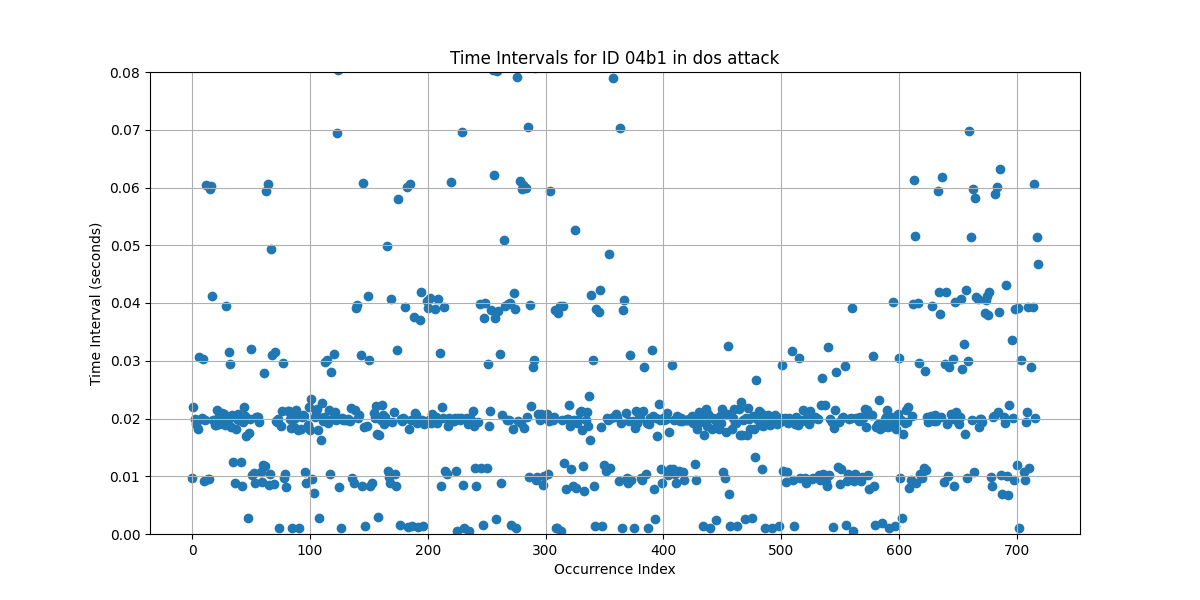 Time Intervals for ID 04b1 in dos attack
0.08
0.07
0.06
0.05
0.04
0.03
0.02
0.01
0.00
Time Interval (seconds)
0 100 200 300 400 500 600 700
Occurrence Index